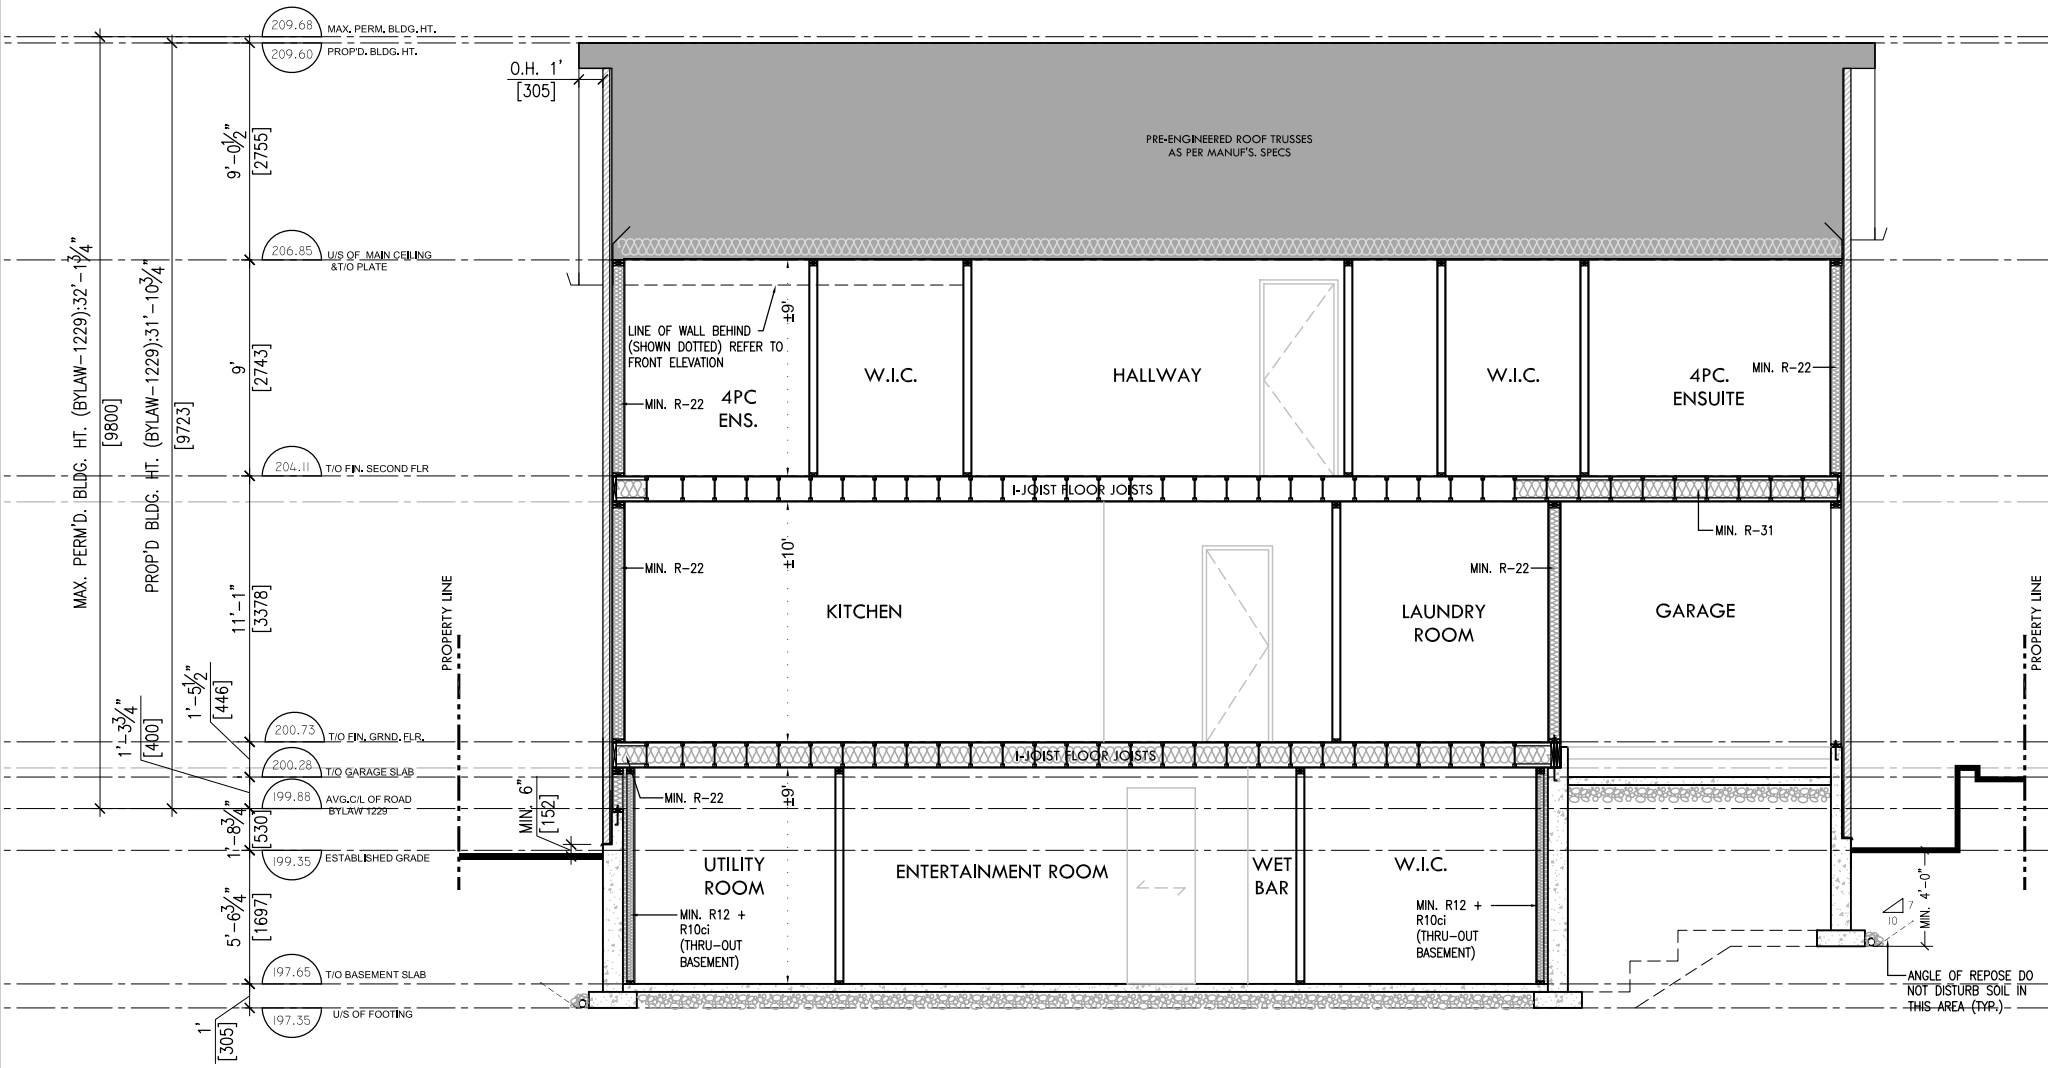 209.68 MAX. PERM. BLDG. HT.
209.60 PROP'D. BLDG. HT.
O.H. 1'
[305]
9'-0½"
[2755]
PRE-ENGINEERED ROOF TRUSSES
AS PER MANUF'S. SPECS
206.85 U/S OF MAIN CEILING
&T/O PLATE
MAX. PERM'D. BLDG. HT. (BYLAW-1229):32'-1¾"
[9800]
PROP'D BLDG. HT. (BYLAW-1229):31'-10¾"
[9723]
9'
[2743]
LINE OF WALL BEHIND
(SHOWN DOTTED) REFER TO
FRONT ELEVATION
±9'
4PC
ENS.
MIN. R-22
W.I.C.
HALLWAY
W.I.C.
4PC.
ENSUITE
MIN. R-22
204.11 T/O FIN. SECOND FLR
I-JOIST FLOOR JOISTS
MIN. R-31
±10'
MIN. R-22
MIN. R-22
11'-1"
[3378]
KITCHEN
LAUNDRY
ROOM
GARAGE
PROPERTY LINE
PROPERTY LINE
1'-5½"
[446]
1'-3¾"
[400]
200.73 T/O FIN. GRND. FLR.
I-JOIST FLOOR JOISTS
200.28 T/O GARAGE SLAB
199.88 AVG.C/L OF ROAD
BYLAW 1229
MIN. R-22
±9'
MIN. 6"
[152]
1'-8¾"
[530]
199.35 ESTABLISHED GRADE
UTILITY
ROOM
ENTERTAINMENT ROOM
WET
BAR
W.I.C.
5'-6¾"
[1697]
MIN. R12 +
R10ci
(THRU-OUT
BASEMENT)
MIN. R12 +
R10ci
(THRU-OUT
BASEMENT)
7
10
MIN. 4'-0"
197.65 T/O BASEMENT SLAB
ANGLE OF REPOSE DO
NOT DISTURB SOIL IN
THIS AREA (TYP.)
197.35 U/S OF FOOTING
1'
[305]